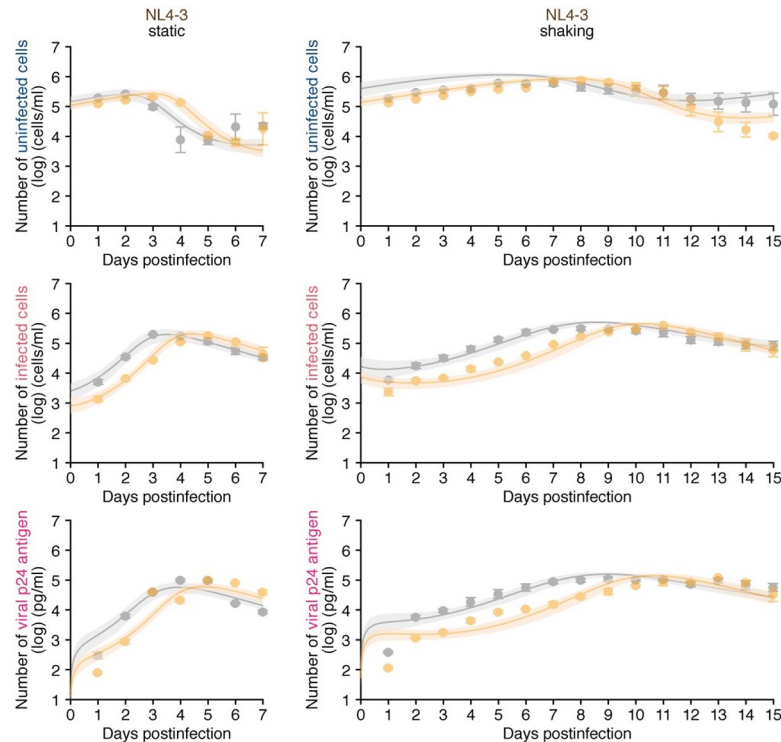 NL4-3
static
NL4-3
shaking
Number of uninfected cells
(log) (cells/ml)
7
6
5
4
3
2
1
0 1 2 3 4 5 6 7
Days postinfection
Number of uninfected cells
(log) (cells/ml)
7
6
5
4
3
2
1
0 1 2 3 4 5 6 7 8 9 10 11 12 13 14 15
Days postinfection
Number of infected cells
(log) (cells/ml)
7
6
5
4
3
2
1
0 1 2 3 4 5 6 7
Days postinfection
Number of infected cells
(log) (cells/ml)
7
6
5
4
3
2
1
0 1 2 3 4 5 6 7 8 9 10 11 12 13 14 15
Days postinfection
Number of viral p24 antigen
(log) (pg/ml)
7
6
5
4
3
2
1
0 1 2 3 4 5 6 7
Days postinfection
Number of viral p24 antigen
(log) (pg/ml)
7
6
5
4
3
2
1
0 1 2 3 4 5 6 7 8 9 10 11 12 13 14 15
Days postinfection